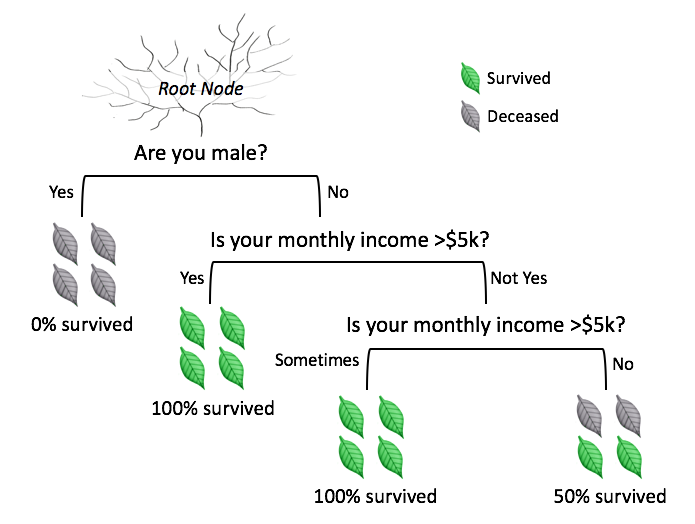 Root Node
Survived
Deceased
Are you male?
Yes
No
Is your monthly income >$5k?
0% survived
Yes
Not Yes
Is your monthly income >$5k?
100% survived
Sometimes
No
100% survived
50% survived